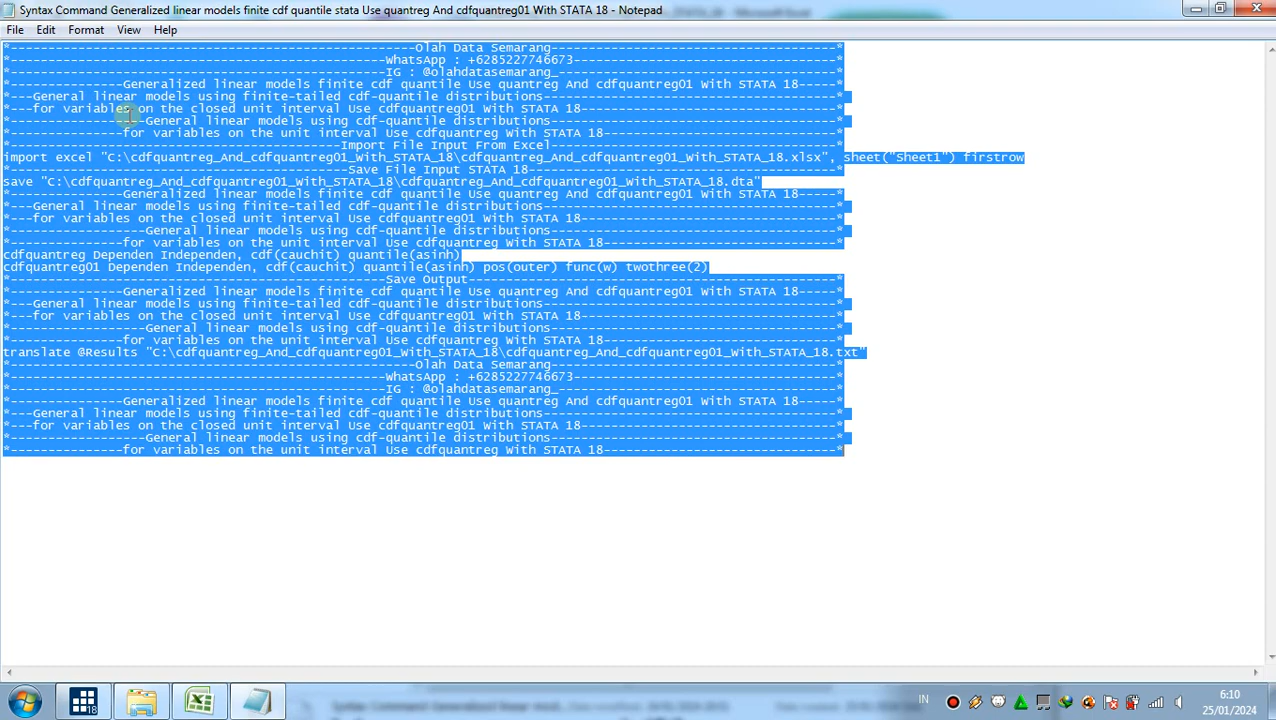 Syntax Command Generalized linear models finite cdf quantile stata Use quantreg And cdfquantreg01 With STATA 18 - Notepad
File Edit Format View Help
*------------------------------------------------------Olah Data Semarang-------------------------------------------------*
*--------------------------------------------------WhatsApp : +6285227746673-----------------------------------*
*--------------------------------------------------IG : @olahdatasemarang_-------------------------------------*
*---------------Generalized linear models finite cdf quantile Use quantreg And cdfquantreg01 With STATA 18-----*
*---General linear models using finite-tailed cdf-quantile distributions---------------------------------------*
*---for variables on the closed unit interval Use cdfquantreg01 With STATA 18----------------------------------*
*------------------General linear models using cdf-quantile distributions--------------------------------------*
*---------------for variables on the unit interval Use cdfquantreg With STATA 18-------------------------------*
*--------------------------------------------Import File Input From Excel--------------------------------------*
import excel "C:\cdfquantreg_And_cdfquantreg01_With_STATA_18\cdfquantreg_And_cdfquantreg01_With_STATA_18.xlsx", sheet("Sheet1") firstrow
*---------------------------------------------Save File Input STATA 18-----------------------------------------*
save "C:\cdfquantreg_And_cdfquantreg01_With_STATA_18\cdfquantreg_And_cdfquantreg01_With_STATA_18.dta"
*---------------Generalized linear models finite cdf quantile Use quantreg And cdfquantreg01 With STATA 18-----*
*---General linear models using finite-tailed cdf-quantile distributions---------------------------------------*
*---for variables on the closed unit interval Use cdfquantreg01 With STATA 18----------------------------------*
*------------------General linear models using cdf-quantile distributions--------------------------------------*
*---------------for variables on the unit interval Use cdfquantreg With STATA 18-------------------------------*
cdfquantreg Dependen Independen, cdf(cauchit) quantile(asinh)
cdfquantreg01 Dependen Independen, cdf(cauchit) quantile(asinh) pos(outer) func(w) twothree(2)
*--------------------------------------------------Save Output-------------------------------------------------*
*---------------Generalized linear models finite cdf quantile Use quantreg And cdfquantreg01 With STATA 18-----*
*---General linear models using finite-tailed cdf-quantile distributions---------------------------------------*
*---for variables on the closed unit interval Use cdfquantreg01 With STATA 18----------------------------------*
*------------------General linear models using cdf-quantile distributions--------------------------------------*
*---------------for variables on the unit interval Use cdfquantreg With STATA 18-------------------------------*
translate @Results "C:\cdfquantreg_And_cdfquantreg01_With_STATA_18\cdfquantreg_And_cdfquantreg01_With_STATA_18.txt"
*------------------------------------------------------Olah Data Semarang--------------------------------------*
*--------------------------------------------------WhatsApp : +6285227746673-----------------------------------*
*--------------------------------------------------IG : @olahdatasemarang_-------------------------------------*
*---------------Generalized linear models finite cdf quantile Use quantreg And cdfquantreg01 With STATA 18-----*
*---General linear models using finite-tailed cdf-quantile distributions---------------------------------------*
*---for variables on the closed unit interval Use cdfquantreg01 With STATA 18----------------------------------*
*------------------General linear models using cdf-quantile distributions--------------------------------------*
*---------------for variables on the unit interval Use cdfquantreg With STATA 18-------------------------------*
18
IN
6:10
25/01/2024